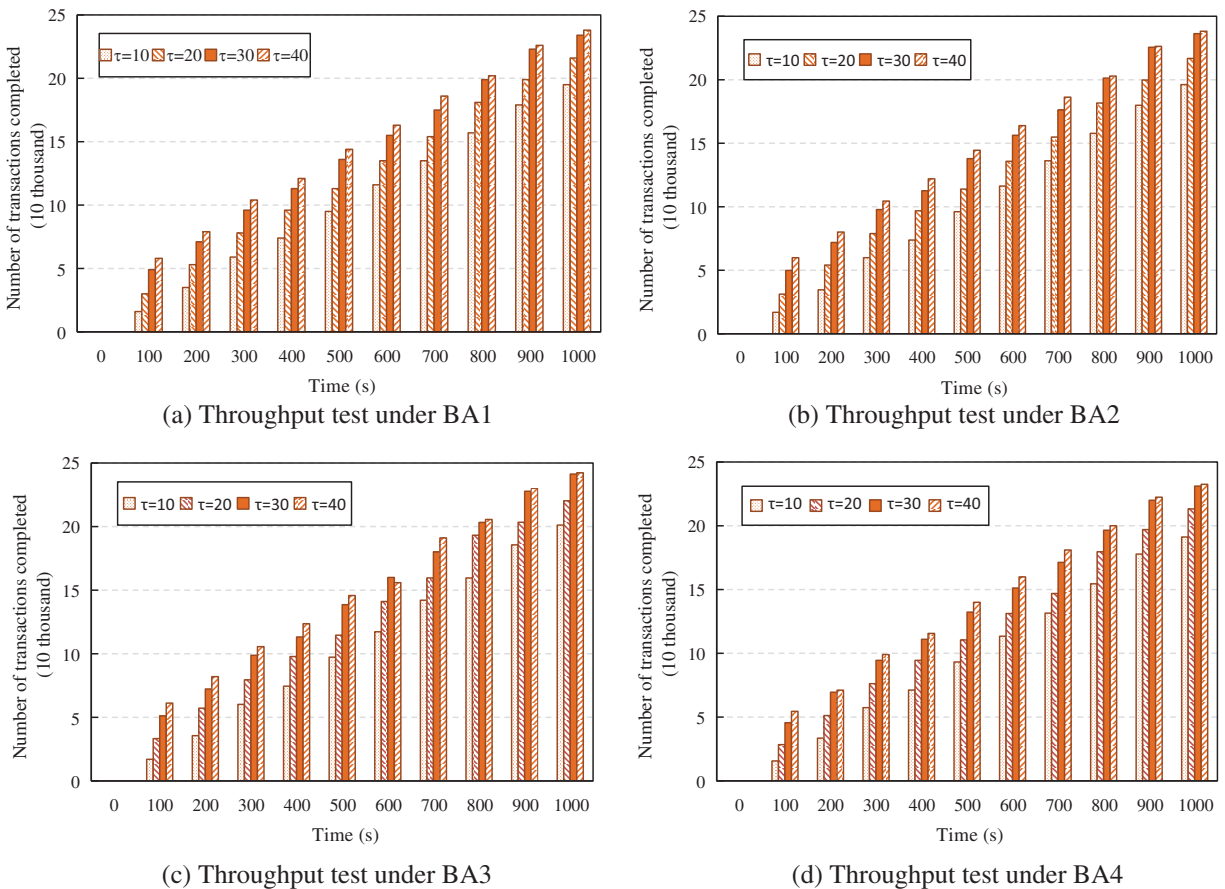 Number of transactions completed
(10 thousand)
25
20
15
10
5
0
τ=10 τ=20 τ=30 τ=40
0 100 200 300 400 500 600 700 800 900 1000
Time (s)
(a) Throughput test under BA1
Number of transactions completed
(10 thousand)
25
20
15
10
5
0
τ=10 τ=20 τ=30 τ=40
0 100 200 300 400 500 600 700 800 900 1000
Time (s)
(b) Throughput test under BA2
Number of transactions completed
(10 thousand)
25
20
15
10
5
0
τ=10 τ=20 τ=30 τ=40
0 100 200 300 400 500 600 700 800 900 1000
Time (s)
(c) Throughput test under BA3
Number of transactions completed
(10 thousand)
25
20
15
10
5
0
τ=10 τ=20 τ=30 τ=40
0 100 200 300 400 500 600 700 800 900 1000
Time (s)
(d) Throughput test under BA4